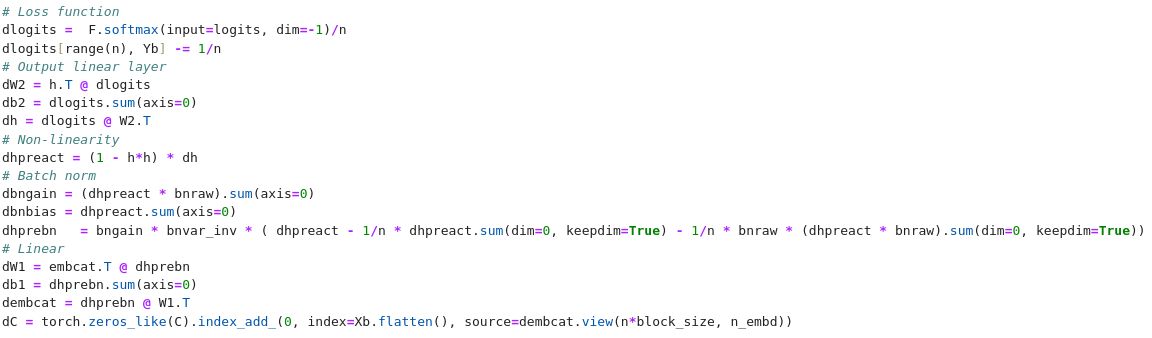 # Loss function
dlogits =  F.softmax(input=logits, dim=-1)/n
dlogits[range(n), Yb] -= 1/n
# Output linear layer
dW2 = h.T @ dlogits
db2 = dlogits.sum(axis=0)
dh = dlogits @ W2.T
# Non-linearity
dhpreact = (1 - h*h) * dh
# Batch norm
dbngain = (dhpreact * bnraw).sum(axis=0)
dbnbias = dhpreact.sum(axis=0)
dhprebn   = bngain * bnvar_inv * ( dhpreact - 1/n * dhpreact.sum(dim=0, keepdim=True) - 1/n * bnraw * (dhpreact * bnraw).sum(dim=0, keepdim=True))
# Linear
dW1 = embcat.T @ dhprebn
db1 = dhprebn.sum(axis=0)
dembcat = dhprebn @ W1.T
dC = torch.zeros_like(C).index_add_(0, index=Xb.flatten(), source=dembcat.view(n*block_size, n_embd))